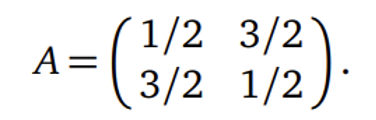 A = ( 1/2 3/2
3/2 1/2 ).